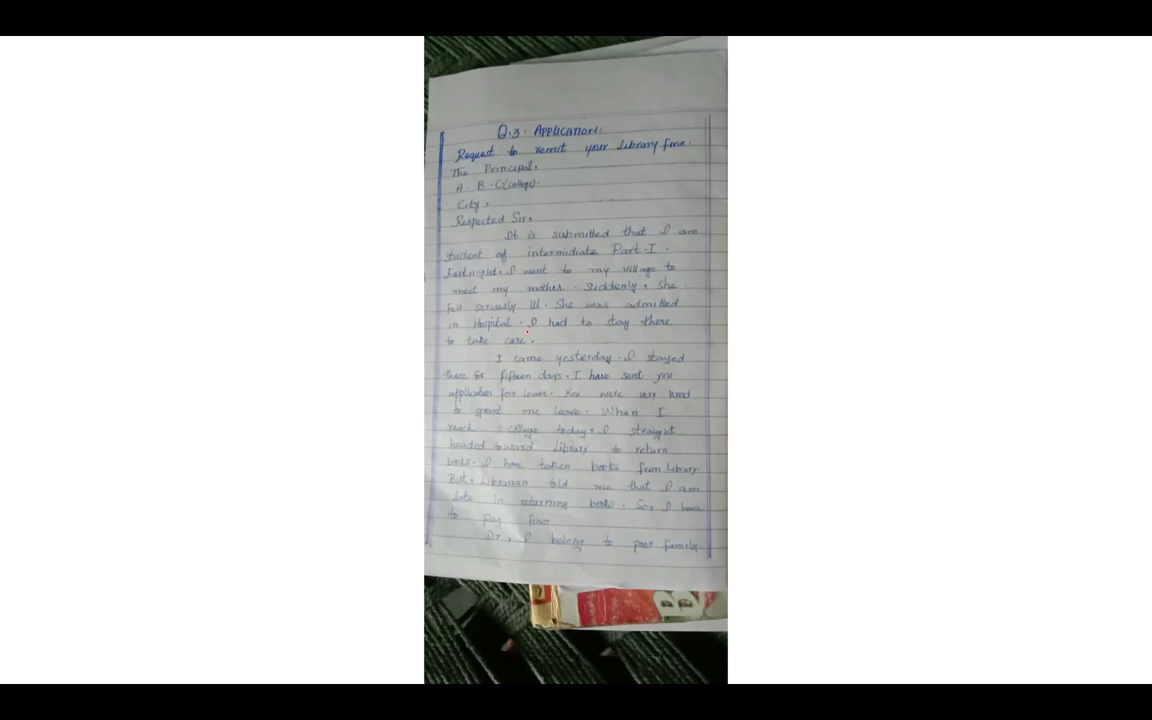 Q.3. Application.
Request to remit your Library fine.
The Principal,
A. B. C (college).
City,
Respected Sir,
It is submitted that I am
student of intermidiate Part-I.
I went to my village to
meet my mother. Suddenly, she
fell seriously ill. She was admitted
in Hospital. I had to stay there
to take care.
I came yesterday. I stayed
there for fifteen days. I have sent you
application for leave. You were very kind
to grant me leave. When I
reach college today, I straight
headed toward Library to return
books. I have taken books from Library.
But, Librarian told me that I am
late in returning books. So, I have
to pay fine
Sir, I belong to poor family.
B